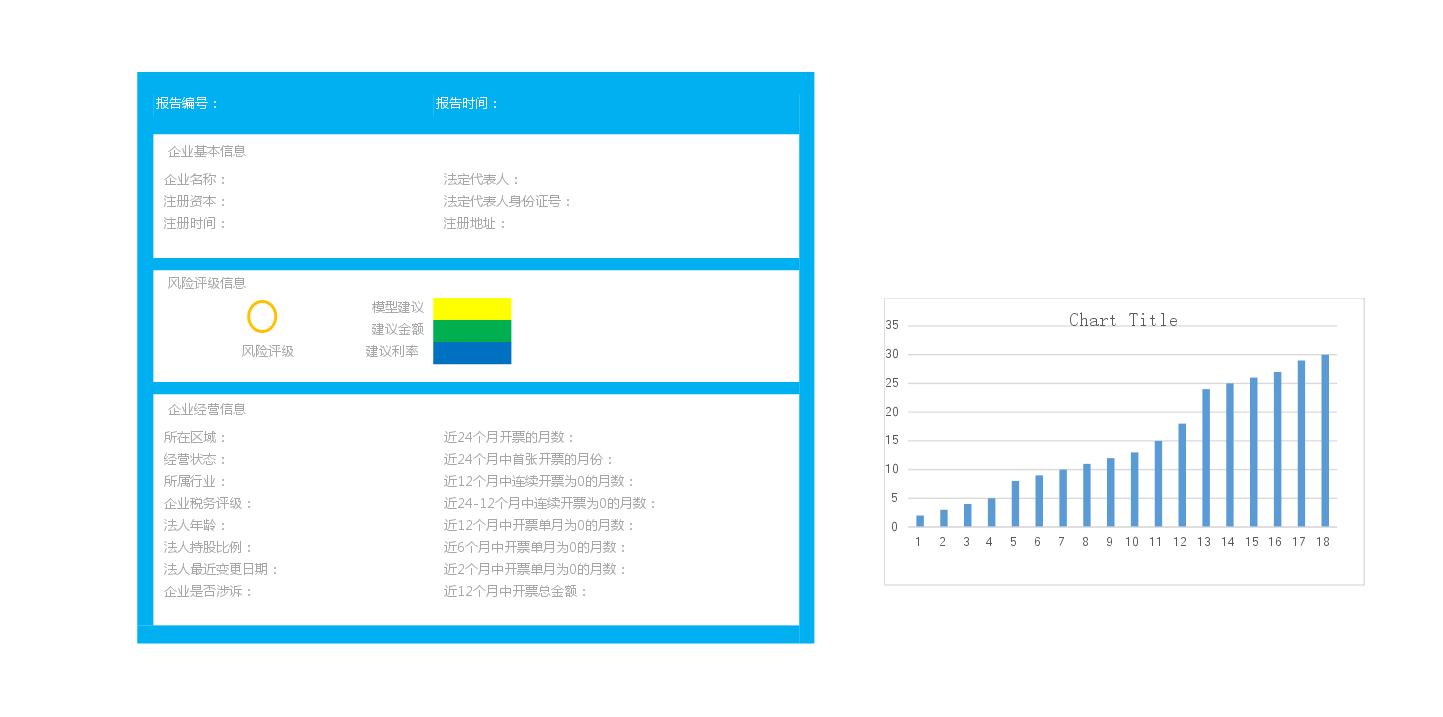 报告编号： 报告时间：
企业基本信息
企业名称： 法定代表人：
注册资本： 法定代表人身份证号：
注册时间： 注册地址：
风险评级信息
模型建议
建议金额
风险评级 建议利率
企业经营信息
所在区域： 近24个月开票的月数：
经营状态： 近24个月中首张开票的月份：
所属行业： 近12个月中连续开票为0的月数：
企业税务评级： 近24-12个月中连续开票为0的月数：
法人年龄： 近12个月中开票单月为0的月数：
法人持股比例： 近6个月中开票单月为0的月数：
法人最近变更日期： 近2个月中开票单月为0的月数：
企业是否涉诉： 近12个月中开票总金额：
Chart Title
35
30
25
20
15
10
5
0
1 2 3 4 5 6 7 8 9 10 11 12 13 14 15 16 17 18